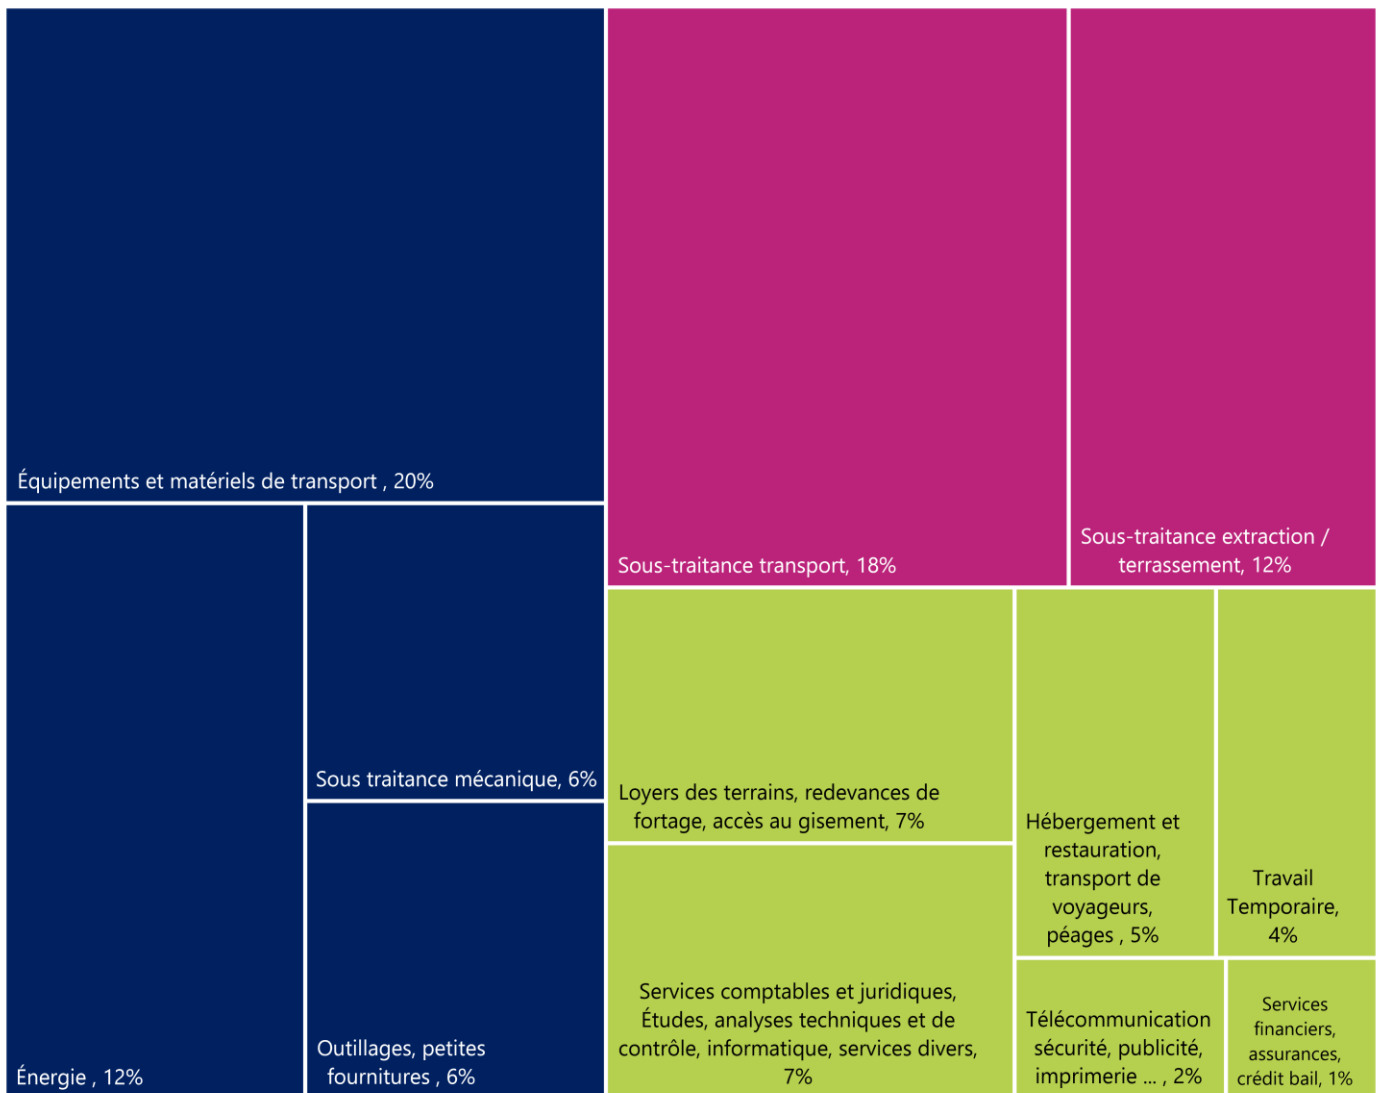 Équipements et matériels de transport , 20%
Sous-traitance transport, 18%
Sous-traitance extraction /
terrassement, 12%
Énergie , 12%
Sous traitance mécanique, 6%
Outillages, petites
fournitures , 6%
Loyers des terrains, redevances de
fortage, accès au gisement, 7%
Services comptables et juridiques,
Études, analyses techniques et de
contrôle, informatique, services divers,
7%
Hébergement et
restauration,
transport de
voyageurs,
péages , 5%
Travail
Temporaire,
4%
Télécommunication
sécurité, publicité,
imprimerie ... , 2%
Services
financiers,
assurances,
crédit bail, 1%